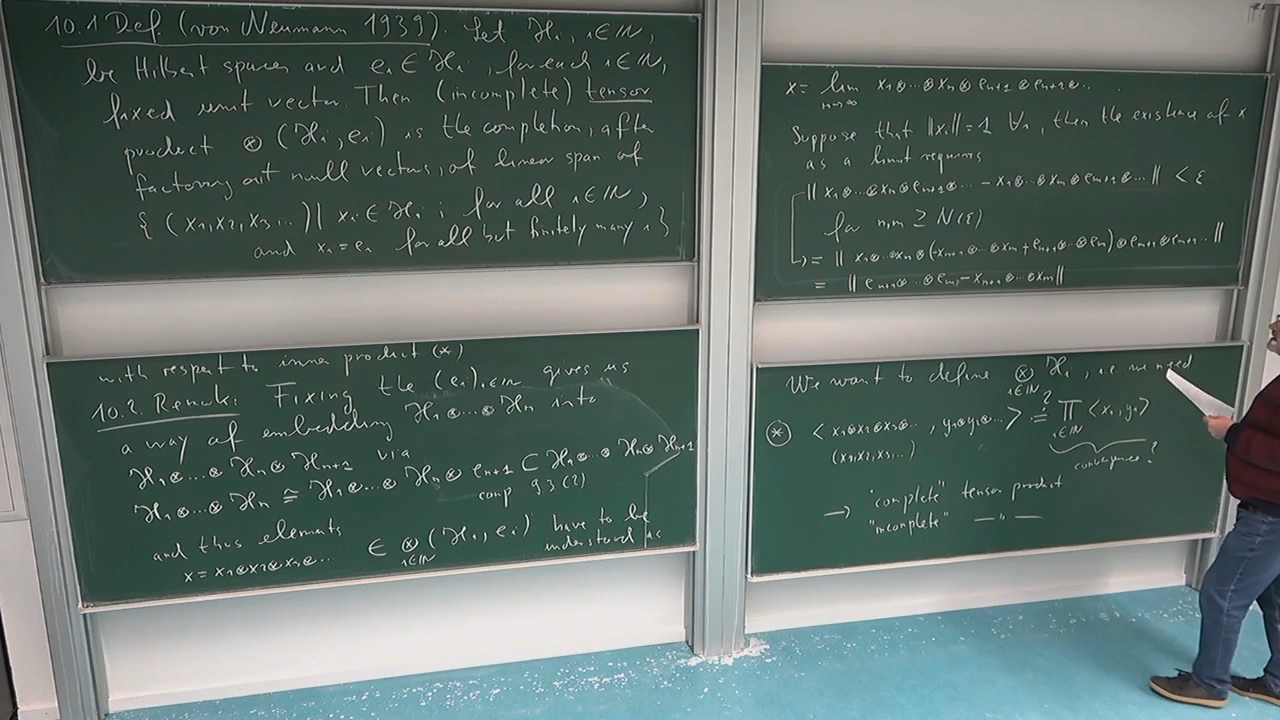 10.1 Def. (von Neumann 1939). Let ℋᵢ, i∈ℕ,
be Hilbert spaces and eᵢ ∈ ℋᵢ, for each i∈ℕ,
fixed unit vector. Then (incomplete) tensor
product ⊗(ℋᵢ, eᵢ) is the completion, after
factoring out null vectors, of linear span of
{ (x₁,x₂,x₃,...) | xᵢ ∈ ℋᵢ ; for all i∈ℕ,
and xᵢ = eᵢ for all but finitely many i }
with respect to inner product (*)
10.2. Remark: Fixing the (eᵢ)ᵢ∈ℕ gives us
a way of embedding ℋ₁⊗...⊗ℋₙ into
ℋ₁⊗...⊗ℋₙ⊗ℋₙ₊₁ via
ℋ₁⊗...⊗ℋₙ ≅ ℋ₁⊗...⊗ℋₙ⊗eₙ₊₁ ⊂ ℋ₁⊗...⊗ℋₙ⊗ℋₙ₊₁
comp 9.3(2)
and thus elements
x = x₁⊗x₂⊗x₃⊗... ∈ ⊗ᵢ∈ℕ (ℋᵢ, eᵢ) have to be
understood as
x = lim n→∞ x₁⊗...⊗xₙ⊗eₙ₊₁⊗eₙ₊₂⊗...
Suppose that ‖xᵢ‖=1 ∀i, then the existence of x
as a limit requires
‖ x₁⊗...⊗xₙ⊗eₙ₊₁⊗... - x₁⊗...⊗xₘ⊗eₘ₊₁⊗... ‖ < ε
for n,m ≥ N(ε)
→ = ‖ x₁⊗...⊗xₙ⊗(-xₙ₊₁⊗...⊗xₘ + eₙ₊₁⊗...⊗eₘ)⊗eₘ₊₁⊗eₘ₊₂... ‖
= ‖ eₙ₊₁⊗...⊗eₘ - xₙ₊₁⊗...⊗xₘ ‖
We want to define ⊗ᵢ∈ℕ ℋᵢ, i.e. we need
(*) < x₁⊗x₂⊗x₃⊗..., y₁⊗y₂⊗... > ≟ ∏ᵢ∈ℕ <xᵢ,yᵢ>
(x₁,x₂,x₃,...)
convergence?
→ "complete" tensor product
"incomplete" — " —